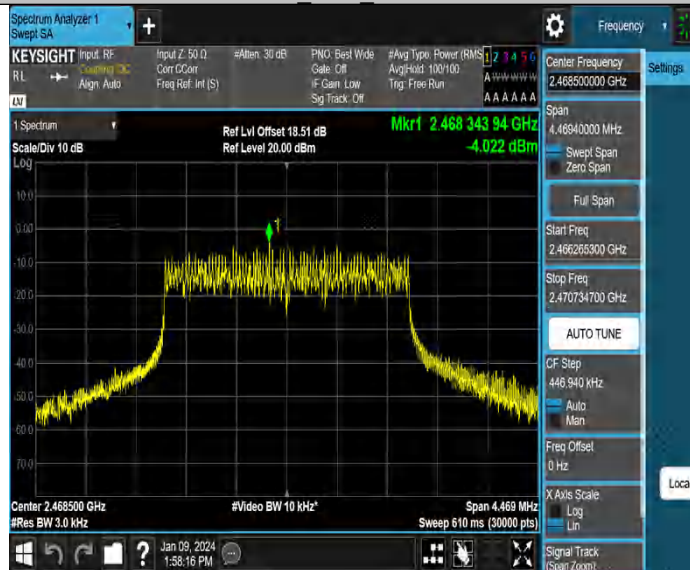 Spectrum Analyzer 1
Swept SA
Frequency
KEYSIGHT
RL
Input: RF
Coupling: DC
Align: Auto
Input Z: 50 Ω
Corr CCorr
Freq Ref: Int (S)
#Atten: 30 dB
PNO: Best Wide
Gate: Off
IF Gain: Low
Sig Track: Off
#Avg Type: Power (RMS
Avg|Hold: 100/100
Trig: Free Run
1 2 3 4 5 6
A W W W W W
A A A A A A
LXI
1 Spectrum
Scale/Div 10 dB
Log
Ref Lvl Offset 18.51 dB
Ref Level 20.00 dBm
Mkr1 2.468 343 94 GHz
-4.022 dBm
10.0
0.00
-10.0
-20.0
-30.0
-40.0
-50.0
-60.0
-70.0
1
Center 2.468500 GHz
#Res BW 3.0 kHz
#Video BW 10 kHz*
Span 4.469 MHz
Sweep 610 ms (30000 pts)
Jan 09, 2024
1:58:16 PM
?
Center Frequency
2.468500000 GHz
Settings
Span
4.46940000 MHz
Swept Span
Zero Span
Full Span
Start Freq
2.466265300 GHz
Stop Freq
2.470734700 GHz
AUTO TUNE
CF Step
446.940 kHz
Auto
Man
Freq Offset
0 Hz
X Axis Scale
Log
Lin
Loca
Signal Track
(Span Zoom)